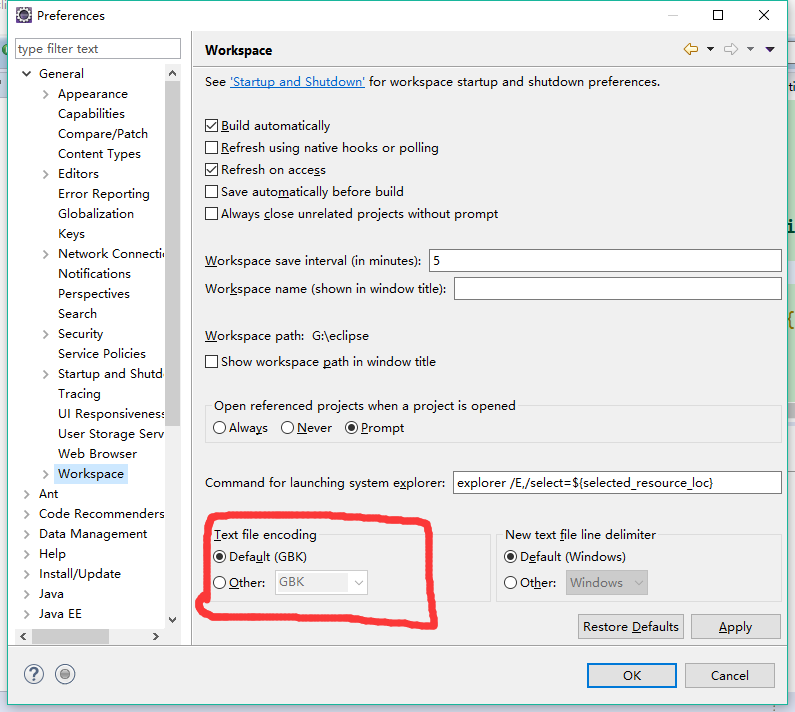 Preferences
type filter text
General
Appearance
Capabilities
Compare/Patch
Content Types
Editors
Error Reporting
Globalization
Keys
Network Connecti
Notifications
Perspectives
Search
Security
Service Policies
Startup and Shutd
Tracing
UI Responsiveness
User Storage Serv
Web Browser
Workspace
Ant
Code Recommenders
Data Management
Help
Install/Update
Java
Java EE
Workspace
See 'Startup and Shutdown' for workspace startup and shutdown preferences.
Build automatically
Refresh using native hooks or polling
Refresh on access
Save automatically before build
Always close unrelated projects without prompt
Workspace save interval (in minutes): 5
Workspace name (shown in window title):
Workspace path: G:\eclipse
Show workspace path in window title
Open referenced projects when a project is opened
Always Never Prompt
Command for launching system explorer: explorer /E,/select=${selected_resource_loc}
Text file encoding
Default (GBK)
Other: GBK
New text file line delimiter
Default (Windows)
Other: Windows
Restore Defaults Apply
OK Cancel